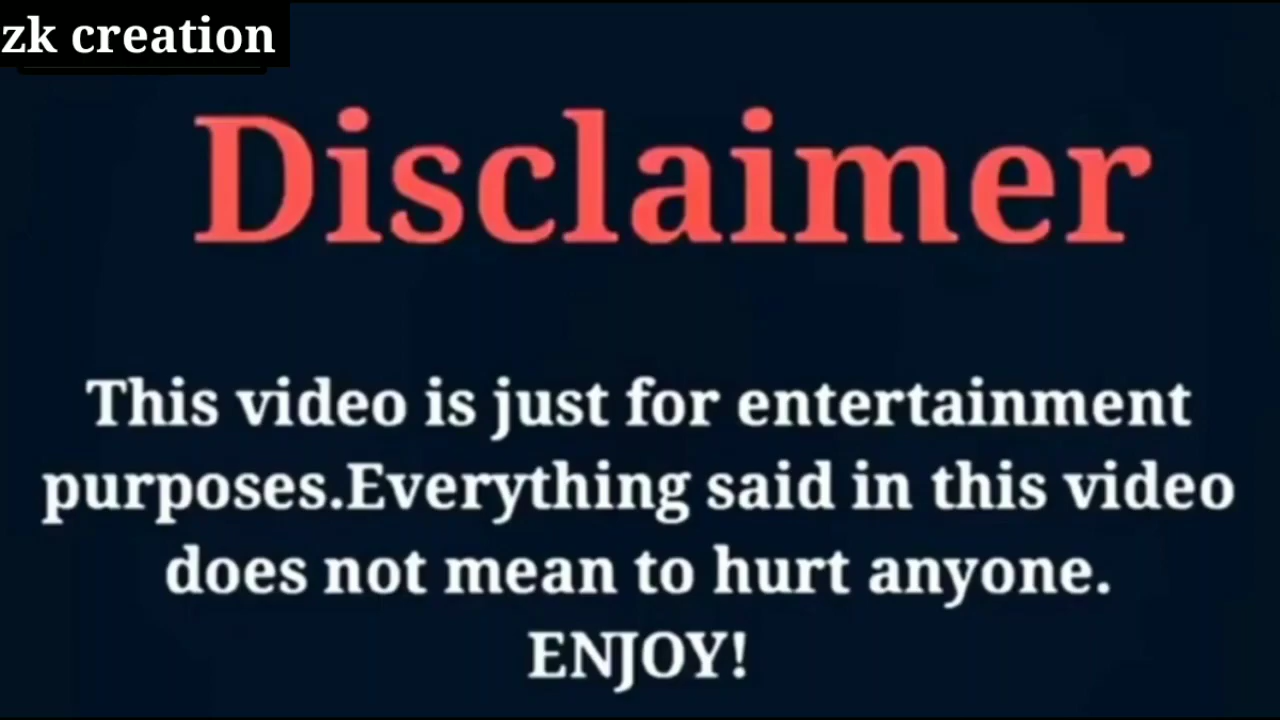 zk creation
Disclaimer
This video is just for entertainment
purposes.Everything said in this video
does not mean to hurt anyone.
ENJOY!